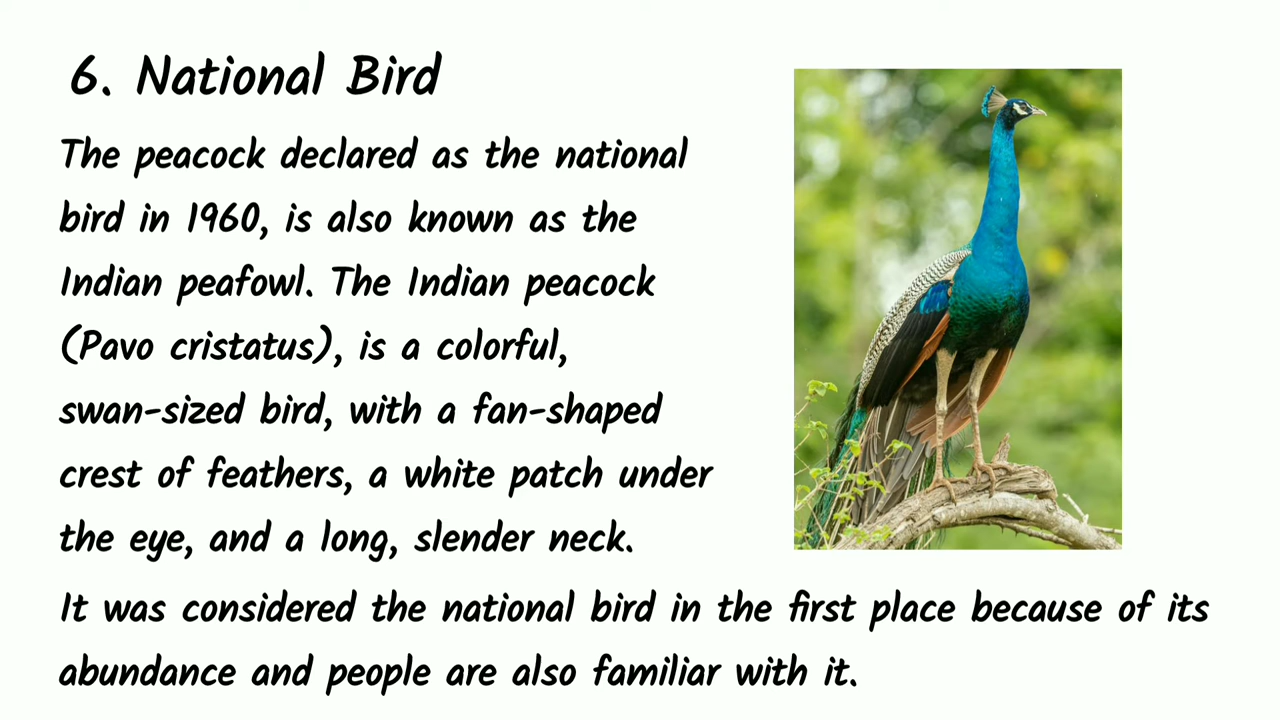 6. National Bird
The peacock declared as the national
bird in 1960, is also known as the
Indian peafowl. The Indian peacock
(Pavo cristatus), is a colorful,
swan-sized bird, with a fan-shaped
crest of feathers, a white patch under
the eye, and a long, slender neck.
It was considered the national bird in the first place because of its
abundance and people are also familiar with it.